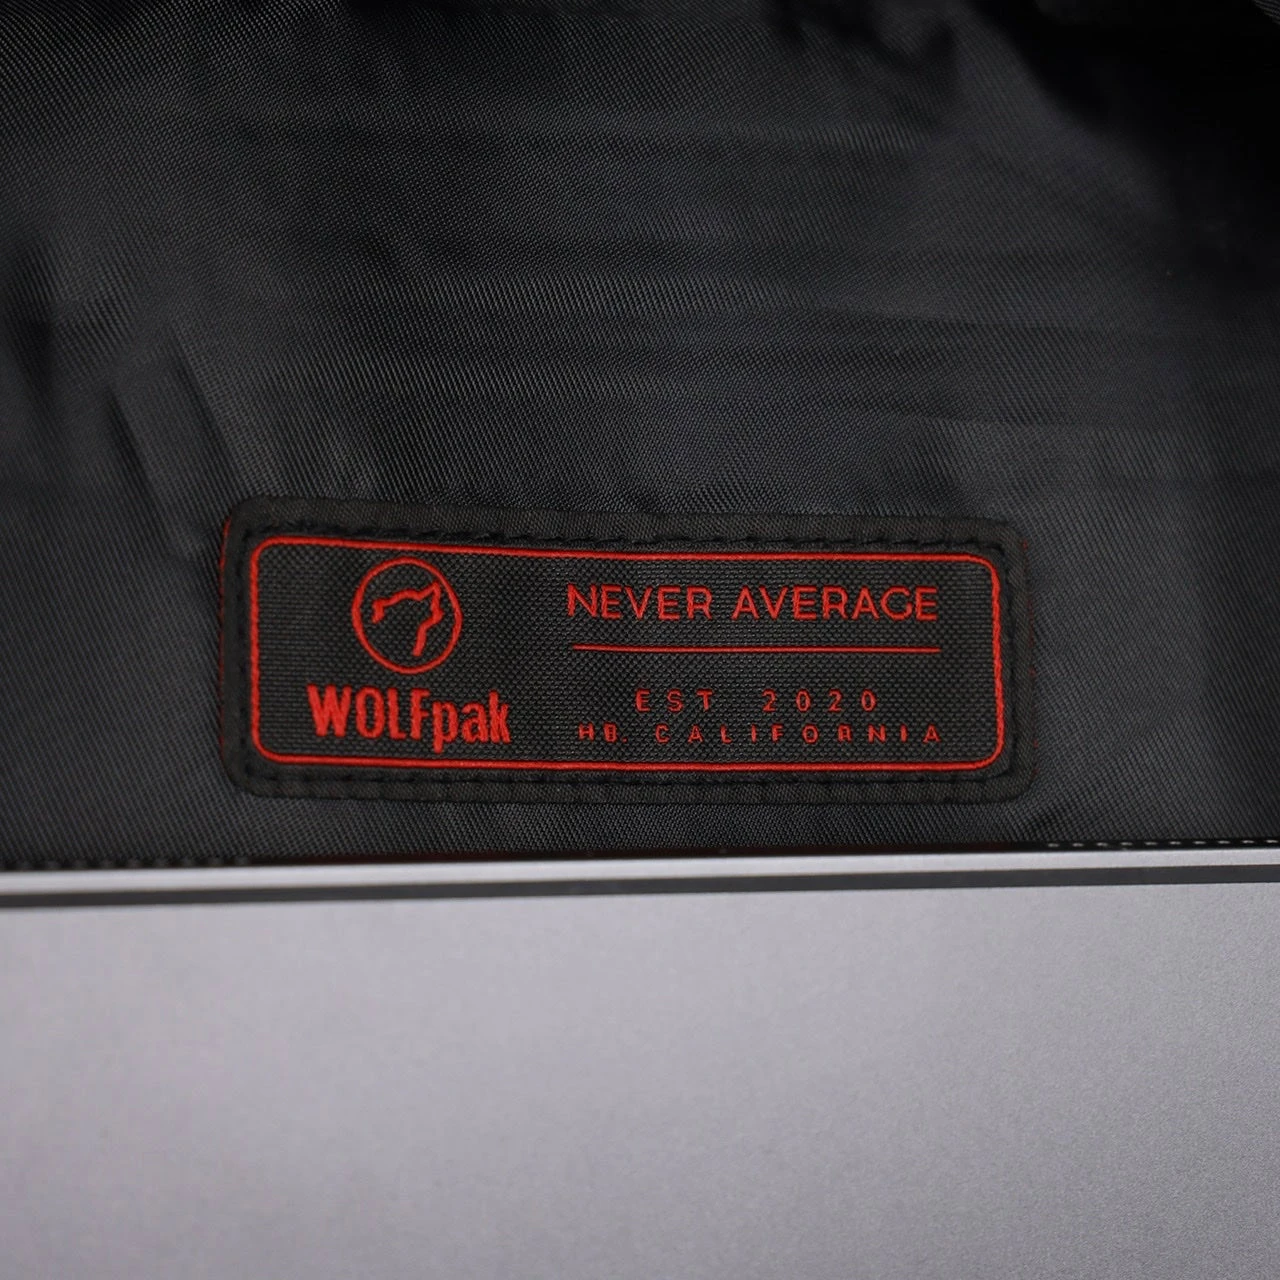 WOLFpak
NEVER AVERAGE
EST 2020
HB. CALIFORNIA